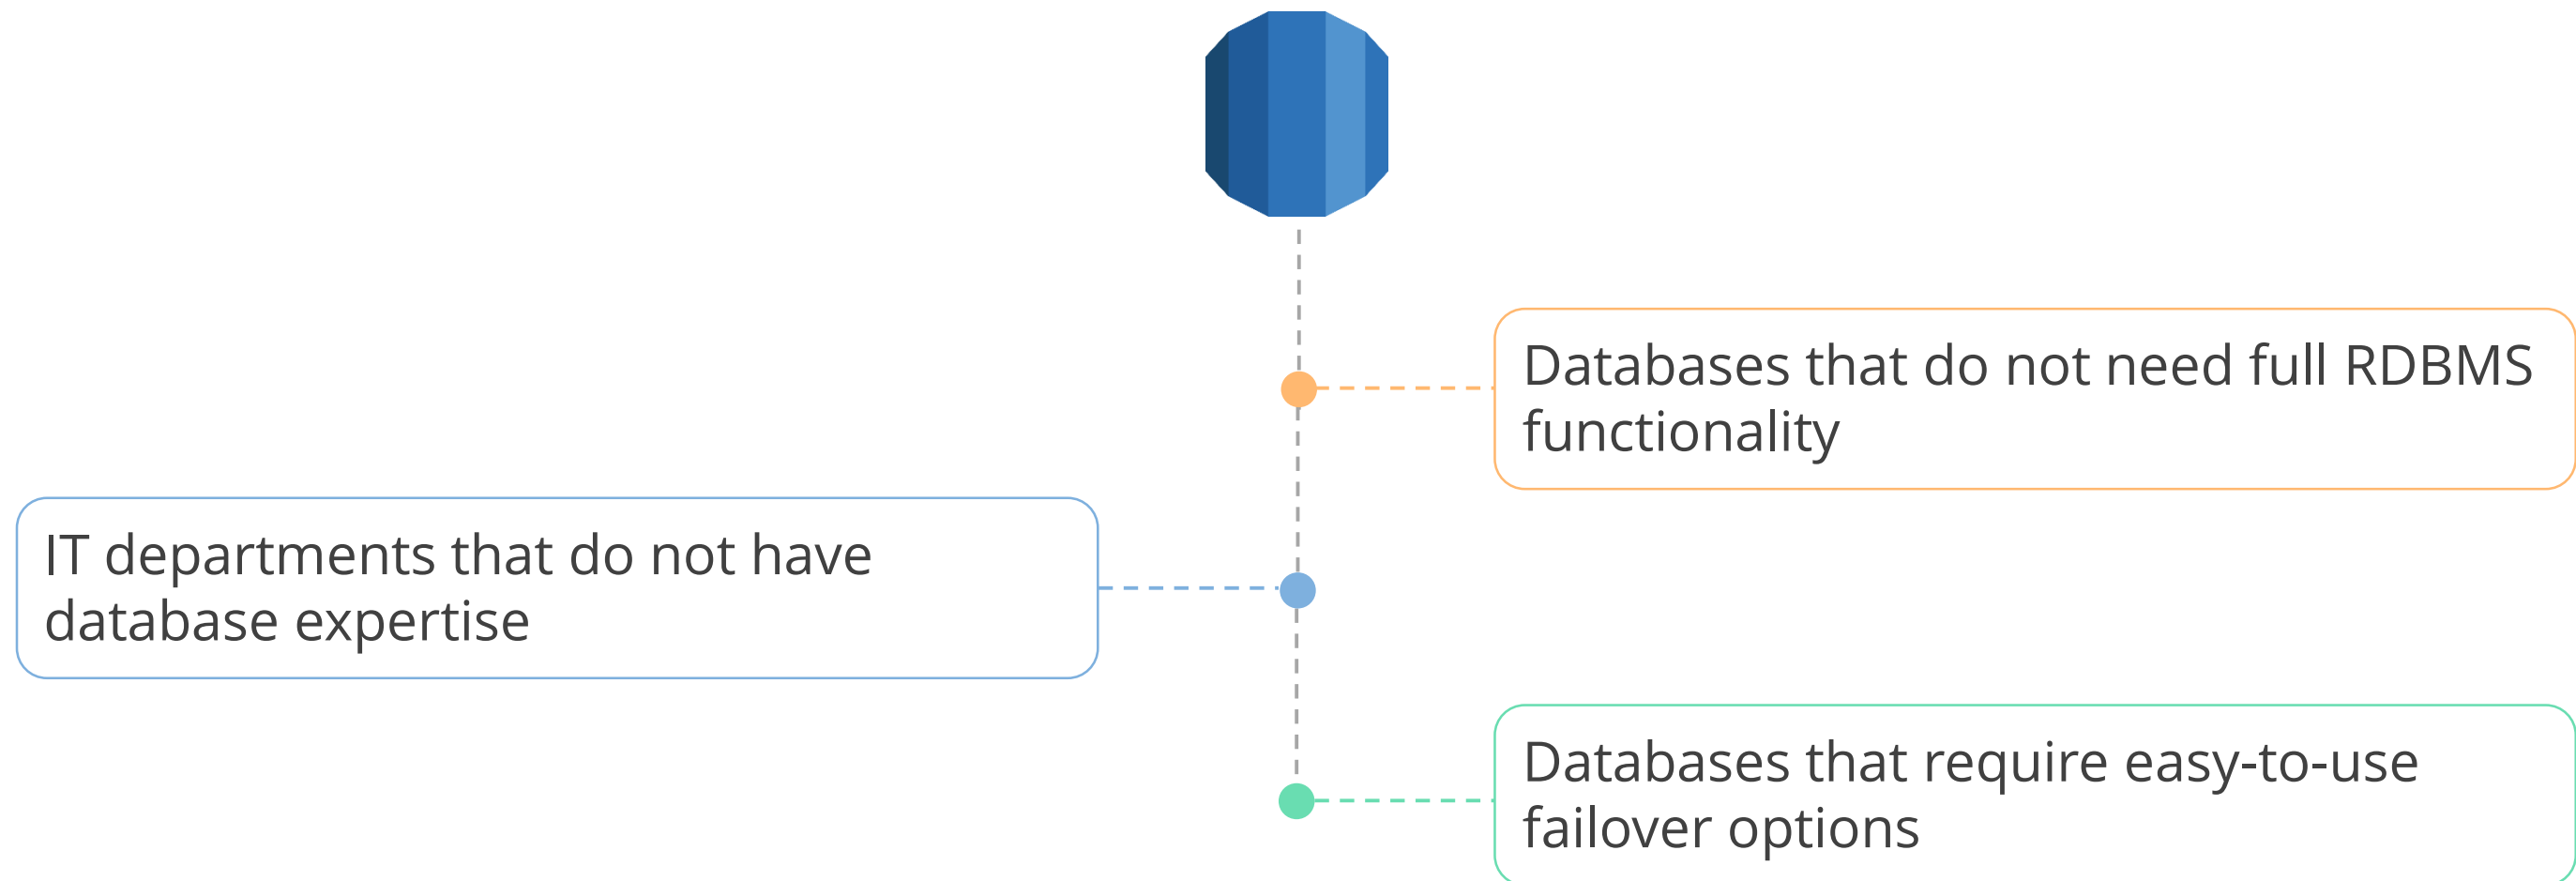 Databases that do not need full RDBMS
functionality
IT departments that do not have
database expertise
Databases that require easy-to-use
failover options